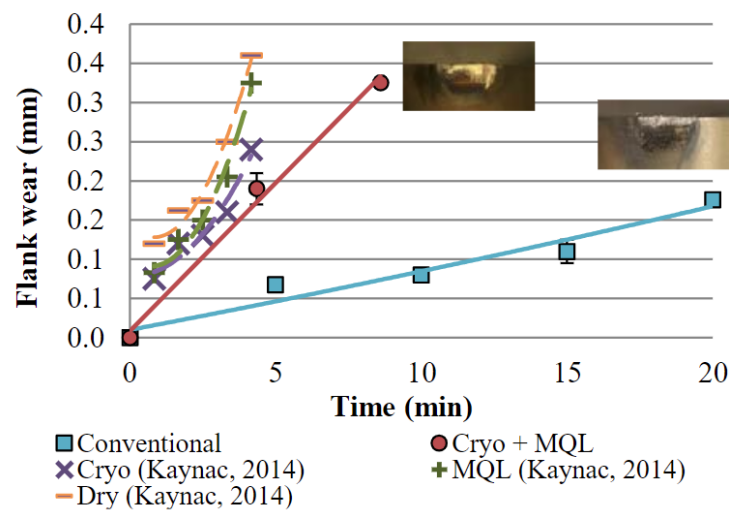 0.4
0.4
0.3
0.3
0.2
0.2
0.1
0.1
0.0
Flank wear (mm)
0 5 10 15 20
Time (min)
Conventional Cryo + MQL
Cryo (Kaynac, 2014) MQL (Kaynac, 2014)
Dry (Kaynac, 2014)